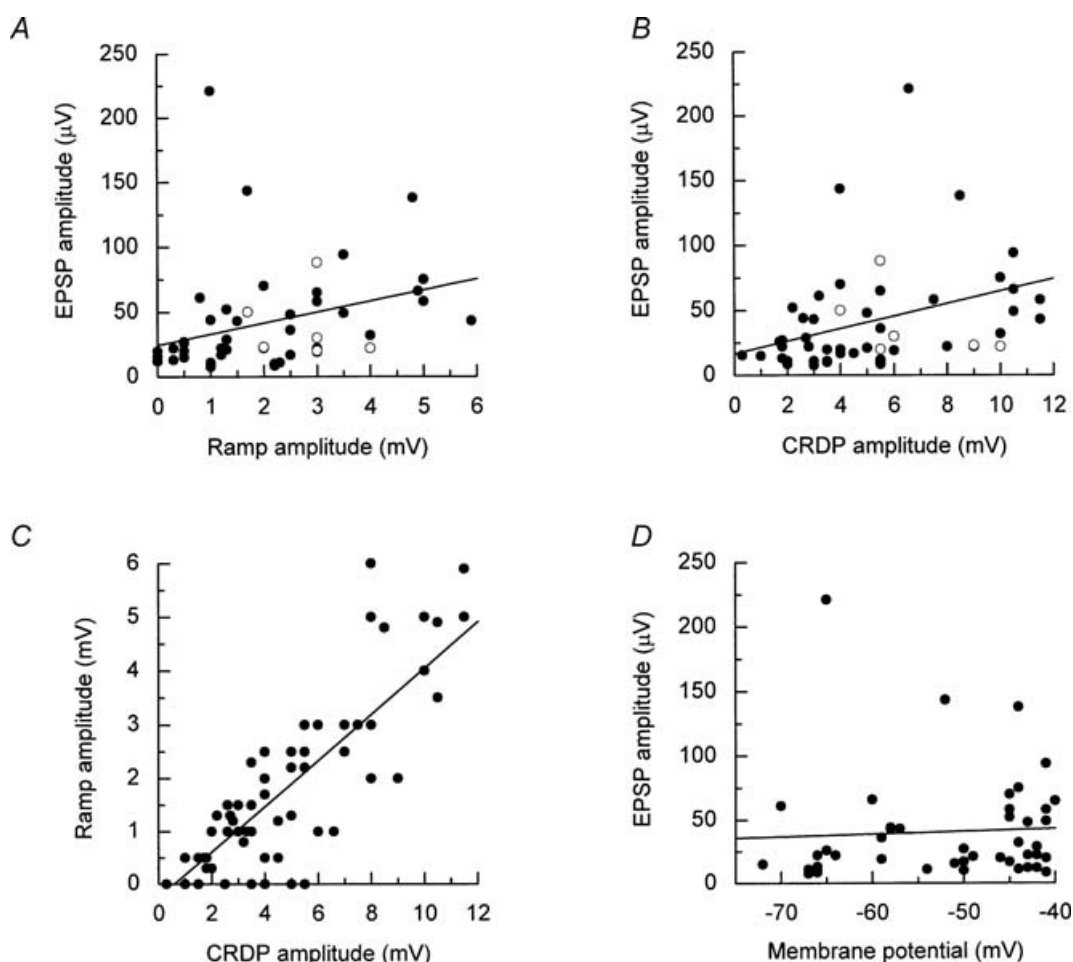 A
250
200
150
100
50
0
EPSP amplitude (μV)
0 1 2 3 4 5 6
Ramp amplitude (mV)
B
250
200
150
100
50
0
EPSP amplitude (μV)
0 2 4 6 8 10 12
CRDP amplitude (mV)
C
6
5
4
3
2
1
0
Ramp amplitude (mV)
0 2 4 6 8 10 12
CRDP amplitude (mV)
D
250
200
150
100
50
0
EPSP amplitude (μV)
-70 -60 -50 -40
Membrane potential (mV)